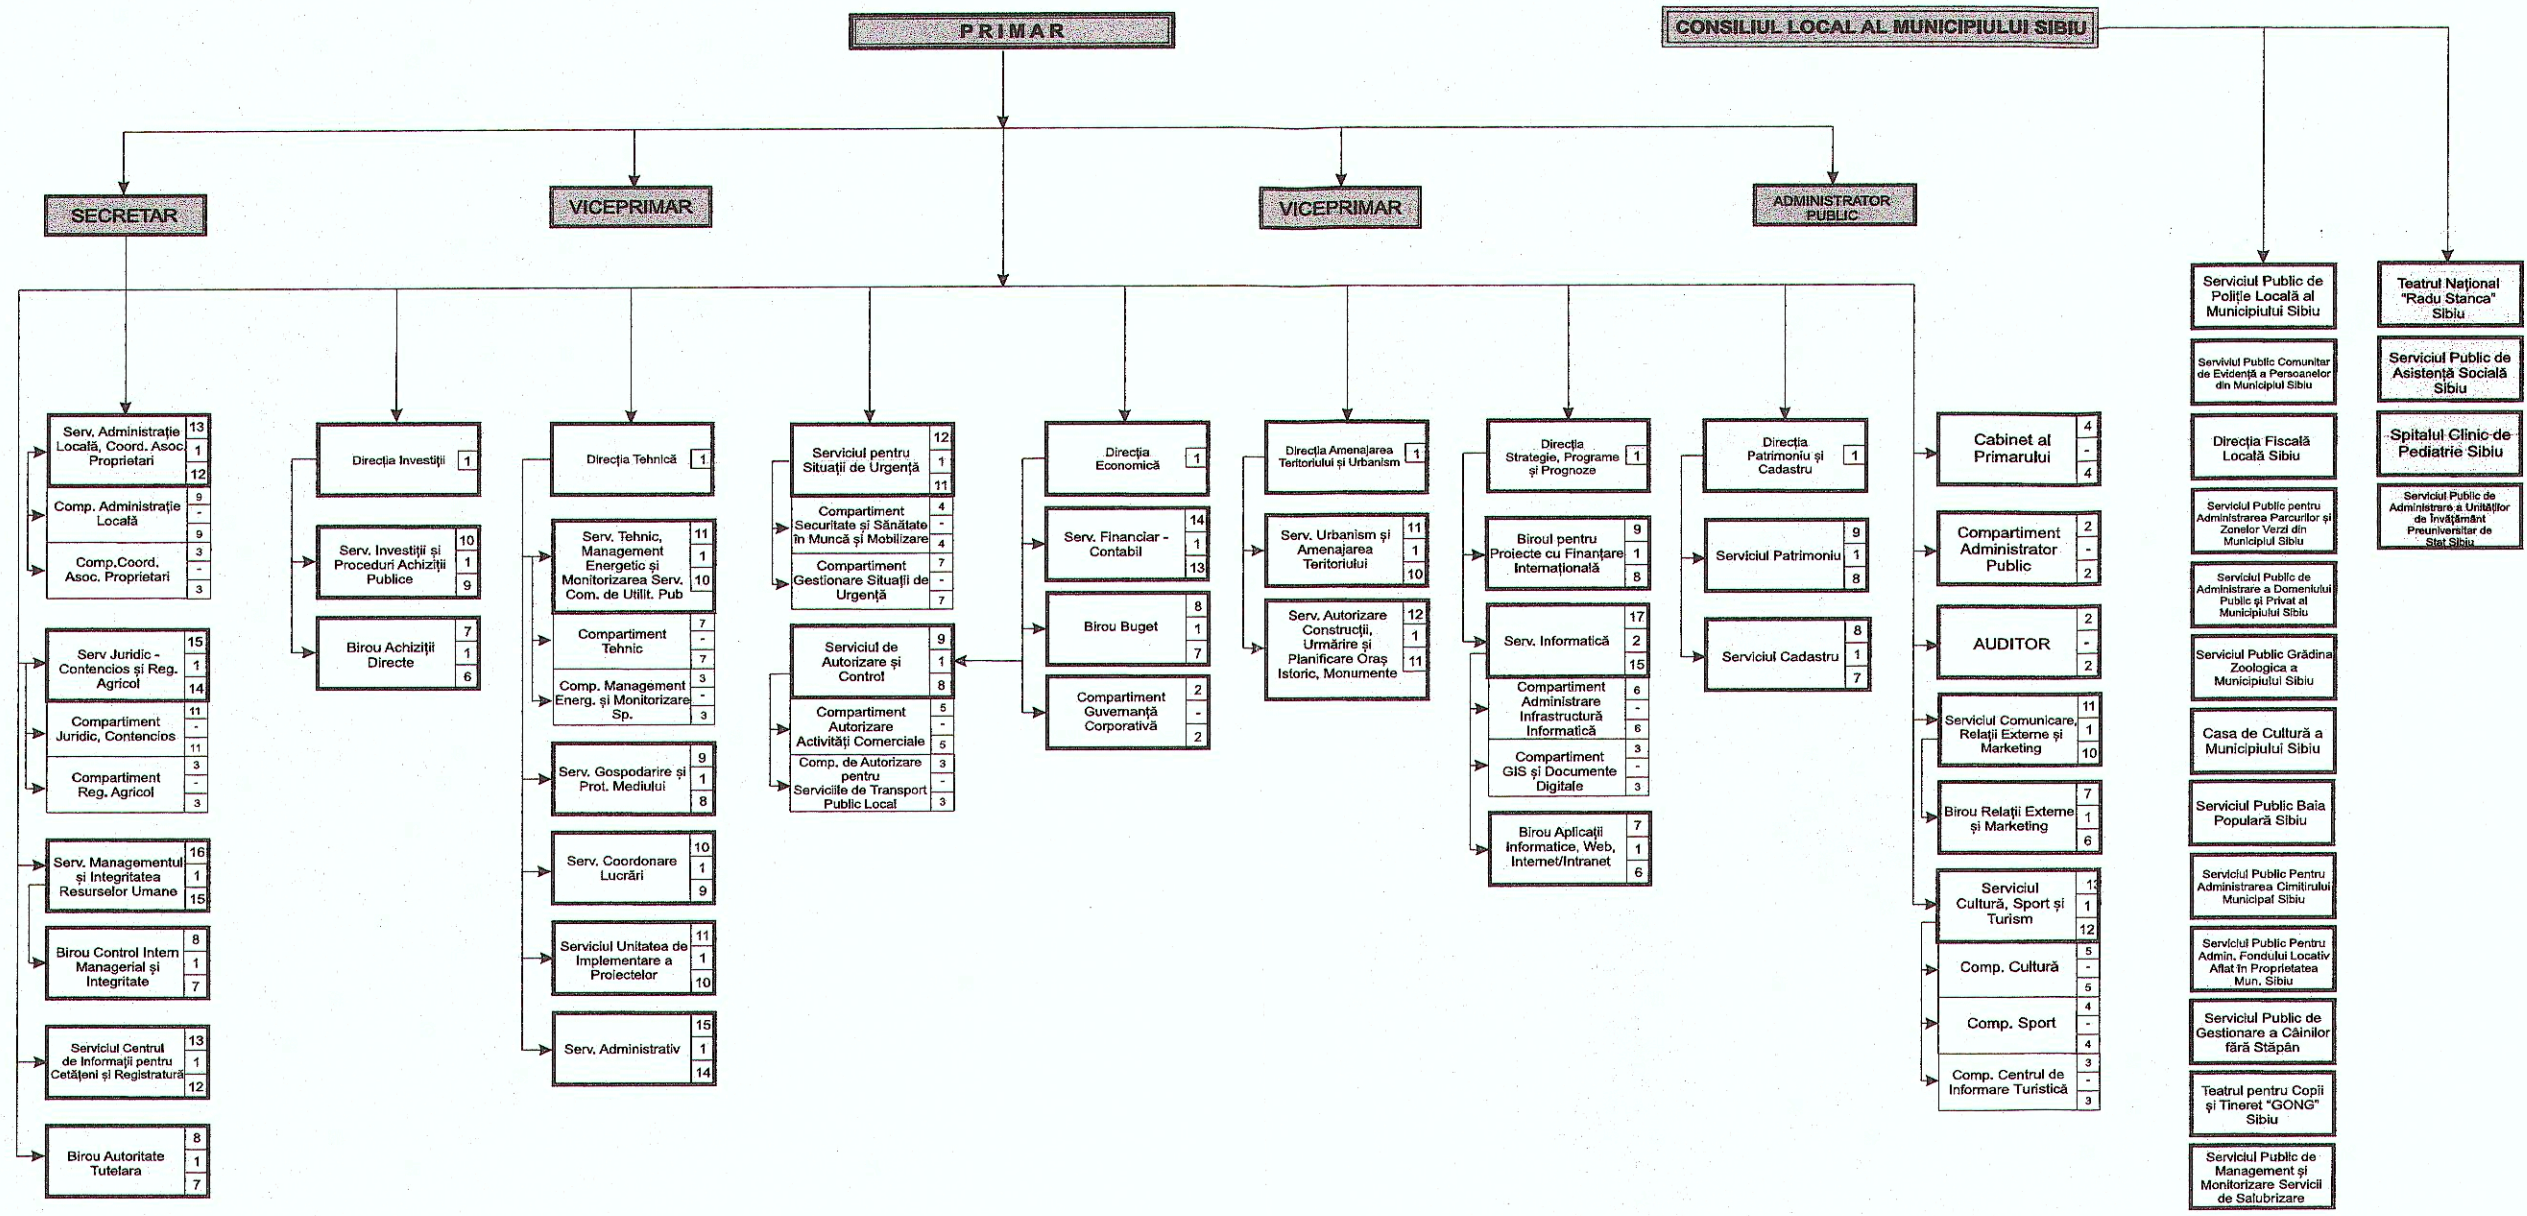 PRIMAR
CONSILIUL LOCAL AL MUNICIPIULUI SIBIU
SECRETAR
VICEPRIMAR
VICEPRIMAR
ADMINISTRATOR
PUBLIC
Serv. Administrație
Locală, Coord. Asoc.
Proprietari
13
1
12
Comp. Administrație
Locală
9
-
9
Comp.Coord.
Asoc. Proprietari
3
-
3
Serv Juridic -
Contencios și Reg.
Agricol
15
1
14
Compartiment
Juridic, Contencios
11
-
11
Compartiment
Reg. Agricol
3
-
3
Serv. Managementul
și Integritatea
Resurselor Umane
16
1
15
Birou Control Intern
Managerial și
Integritate
8
1
7
Serviciul Centrul
de Informații pentru
Cetățeni și Registratură
13
1
12
Birou Autoritate
Tutelara
8
1
7
Direcția Investiții
1
Serv. Investiții și
Proceduri Achiziții
Publice
10
1
9
Birou Achiziții
Directe
7
1
6
Direcția Tehnică
1
Serv. Tehnic,
Management
Energetic și
Monitorizarea Serv.
Com. de Utilit. Pub
11
1
10
Compartiment
Tehnic
7
-
7
Comp. Management
Energ. și Monitorizare
Sp.
3
-
3
Serv. Gospodarire și
Prot. Mediului
9
1
8
Serv. Coordonare
Lucrări
10
1
9
Serviciul Unitatea de
Implementare a
Proiectelor
11
1
10
Serv. Administrativ
15
1
14
Serviciul pentru
Situații de Urgență
12
1
11
Compartiment
Securitate și Sănătate
în Muncă și Mobilizare
4
-
4
Compartiment
Gestionare Situații de
Urgență
7
-
7
Serviciul de
Autorizare și
Control
9
1
8
Compartiment
Autorizare
Activități Comerciale
5
-
5
Comp. de Autorizare
pentru
Serviciile de Transport
Public Local
3
-
3
Direcția
Economică
1
Serv. Financiar -
Contabil
14
1
13
Birou Buget
8
1
7
Compartiment
Guvernanță
Corporativă
2
-
2
Direcția Amenajarea
Teritoriului și Urbanism
1
Serv. Urbanism și
Amenajarea
Teritoriului
11
1
10
Serv. Autorizare
Construcții,
Urmărire și
Planificare Oraș
Istoric, Monumente
12
1
11
Direcția
Strategie, Programe
și Prognoze
1
Biroul pentru
Proiecte cu Finanțare
Internațională
9
1
8
Serv. Informatică
17
2
15
Compartiment
Administrare
Infrastructură
Informatică
6
-
6
Compartiment
GIS și Documente
Digitale
3
-
3
Birou Aplicații
Informatice, Web,
Internet/Intranet
7
1
6
Direcția
Patrimoniu și
Cadastru
1
Serviciul Patrimoniu
9
1
8
Serviciul Cadastru
8
1
7
Cabinet al
Primarului
4
-
4
Compartiment
Administrator
Public
2
-
2
AUDITOR
2
-
2
Serviciul Comunicare,
Relații Externe și
Marketing
11
1
10
Birou Relații Externe
și Marketing
7
1
6
Serviciul
Cultură, Sport și
Turism
13
1
12
Comp. Cultură
5
-
5
Comp. Sport
4
-
4
Comp. Centrul de
Informare Turistică
3
-
3
Serviciul Public de
Poliție Locală al
Municipiului Sibiu
Serviviul Public Comunitar
de Evidență a Persoanelor
din Municipiul Sibiu
Direcția Fiscală
Locală Sibiu
Serviciul Public pentru
Administrarea Parcurilor și
Zonelor Verzi din
Municipiul Sibiu
Serviciul Public de
Administrare a Domeniului
Public și Privat al
Municipiului Sibiu
Serviciul Public Grădina
Zoologica a
Municipiului Sibiu
Casa de Cultură a
Municipiului Sibiu
Serviciul Public Baia
Populară Sibiu
Serviciul Public Pentru
Administrarea Cimitirului
Municipal Sibiu
Serviciul Public Pentru
Admin. Fondului Locativ
Aflat în Proprietatea
Mun. Sibiu
Serviciul Public de
Gestionare a Câinilor
fără Stăpân
Teatrul pentru Copii
și Tineret "GONG"
Sibiu
Serviciul Public de
Management și
Monitorizare Servicii
de Salubrizare
Teatrul Național
"Radu Stanca"
Sibiu
Serviciul Public de
Asistență Socială
Sibiu
Spitalul Clinic de
Pediatrie Sibiu
Serviciul Public de
Administrare a Unităților
de Învățământ
Preuniversitar de
Stat Sibiu